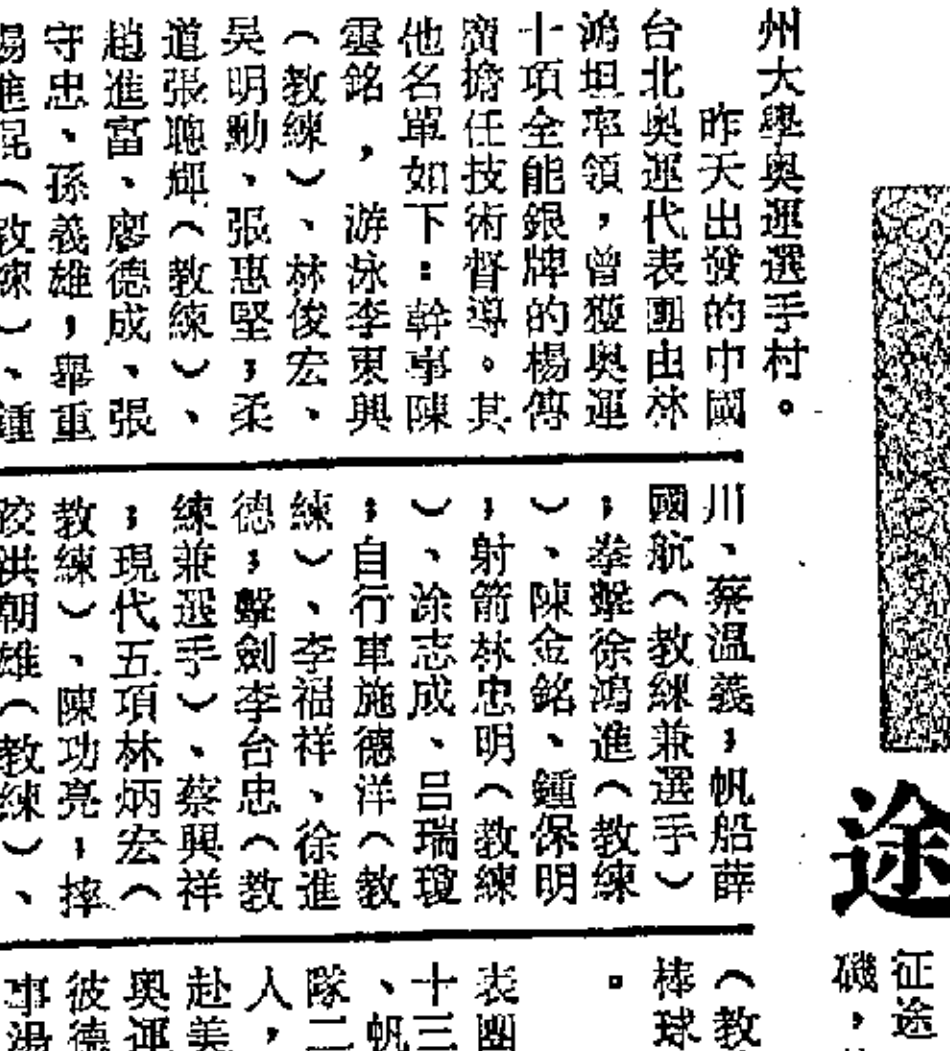 途
征途
磯，
州大學奧運選手村。
昨天出發的中國
台北奧運代表團由林
鴻坦率領，曾獲奧運
十項全能銀牌的楊傳
廣擔任技術督導。其
他名單如下：幹事陳
雲銘，游泳李東興
（教練）、林俊宏、
吳明勳、張惠堅；柔
道張聰輝（教練）、
趙進富、廖德成、張
守忠、孫義雄；舉重
楊進昆（教練）、鍾
川、蔡溫義；帆船薛
國航（教練兼選手）
；拳擊徐鴻進（教練
）、陳金銘、鍾保明
；射箭林忠明（教練
）、涂志成、呂瑞瓊
；自行車施德洋（教
練）、李福祥、徐進
德；擊劍李台忠（教
練兼選手）、蔡興祥
；現代五項林炳宏（
教練）、陳功亮；摔
洪朝雄（教練）、
（教
棒球
。
表團
十三
、帆
隊二
人，
赴美
奧運
彼德
事